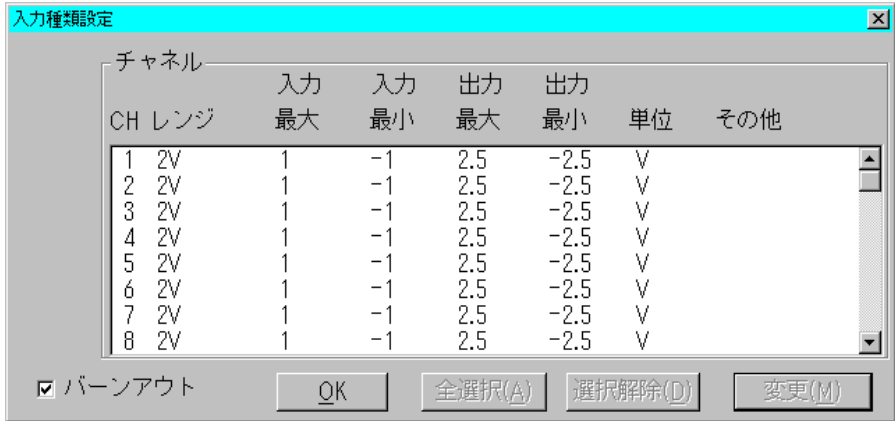 入力種類設定
チャネル
入力 入力 出力 出力
CH レンジ 最大 最小 最大 最小 単位 その他
1 2V 1 -1 2.5 -2.5 V
2 2V 1 -1 2.5 -2.5 V
3 2V 1 -1 2.5 -2.5 V
4 2V 1 -1 2.5 -2.5 V
5 2V 1 -1 2.5 -2.5 V
6 2V 1 -1 2.5 -2.5 V
7 2V 1 -1 2.5 -2.5 V
8 2V 1 -1 2.5 -2.5 V
バーンアウト OK 全選択(A) 選択解除(D) 変更(M)